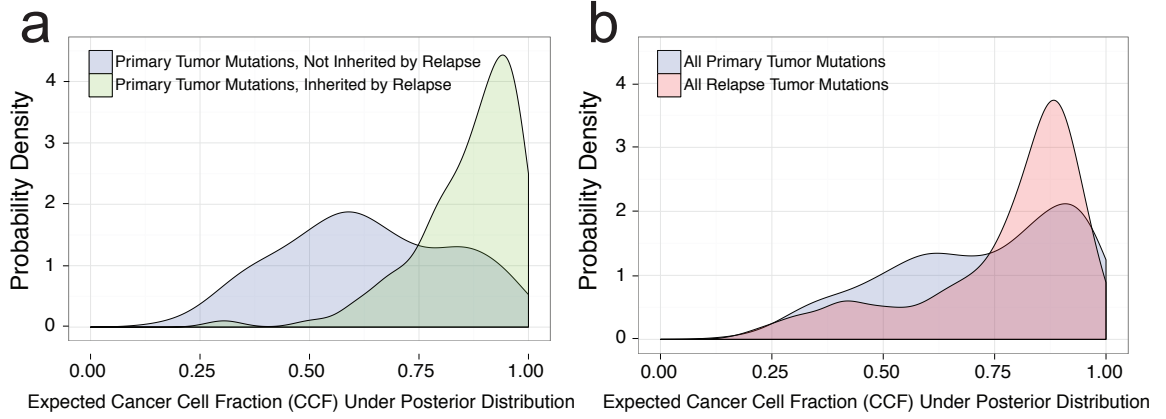 a
Primary Tumor Mutations, Not Inherited by Relapse
Primary Tumor Mutations, Inherited by Relapse
Probability Density
4
3
2
1
0
0.00 0.25 0.50 0.75 1.00
Expected Cancer Cell Fraction (CCF) Under Posterior Distribution
b
All Primary Tumor Mutations
All Relapse Tumor Mutations
Probability Density
4
3
2
1
0
0.00 0.25 0.50 0.75 1.00
Expected Cancer Cell Fraction (CCF) Under Posterior Distribution